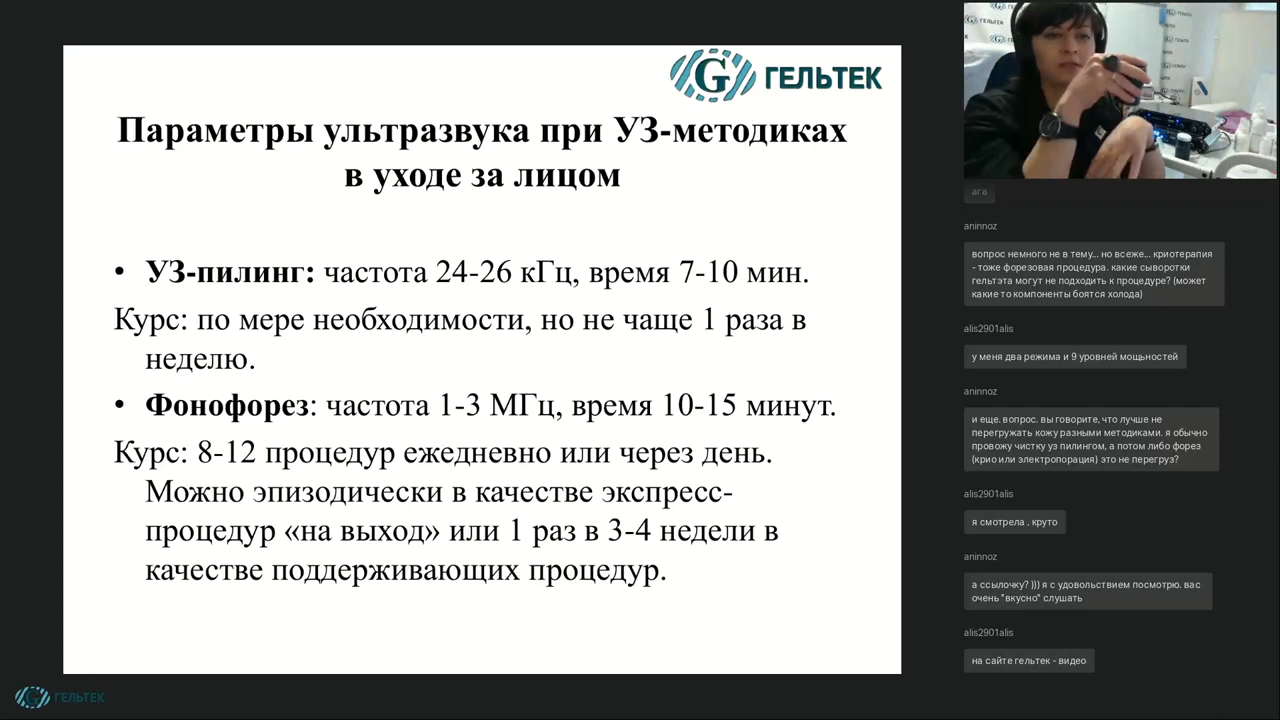 ГЕЛЬТЕК
Параметры ультразвука при УЗ-методиках
в уходе за лицом
• УЗ-пилинг: частота 24-26 кГц, время 7-10 мин.
Курс: по мере необходимости, но не чаще 1 раза в
неделю.
• Фонофорез: частота 1-3 МГц, время 10-15 минут.
Курс: 8-12 процедур ежедневно или через день.
Можно эпизодически в качестве экспресс-
процедур «на выход» или 1 раз в 3-4 недели в
качестве поддерживающих процедур.
ГЕЛЬТЕК
ГЕЛЬТЕК
ага
aninnoz
вопрос немного не в тему... но всеже... криотерапия
- тоже форезовая процедура. какие сыворотки
гельтэа могут не подходить к процедуре? (может
какие то компоненты боятся холода)
alis2901alis
у меня два режима и 9 уровней мощьностей
aninnoz
и еще. вопрос. вы говорите, что лучше не
перегружать кожу разными методиками. я обычно
провожу чистку уз пилингом, а потом либо форез
(крио или электропорация) это не перегруз?
alis2901alis
я смотрела , круто
aninnoz
а ссылочку? ))) я с удовольствием посмотрю. вас
очень "вкусно" слушать
alis2901alis
на сайте гельтек - видео